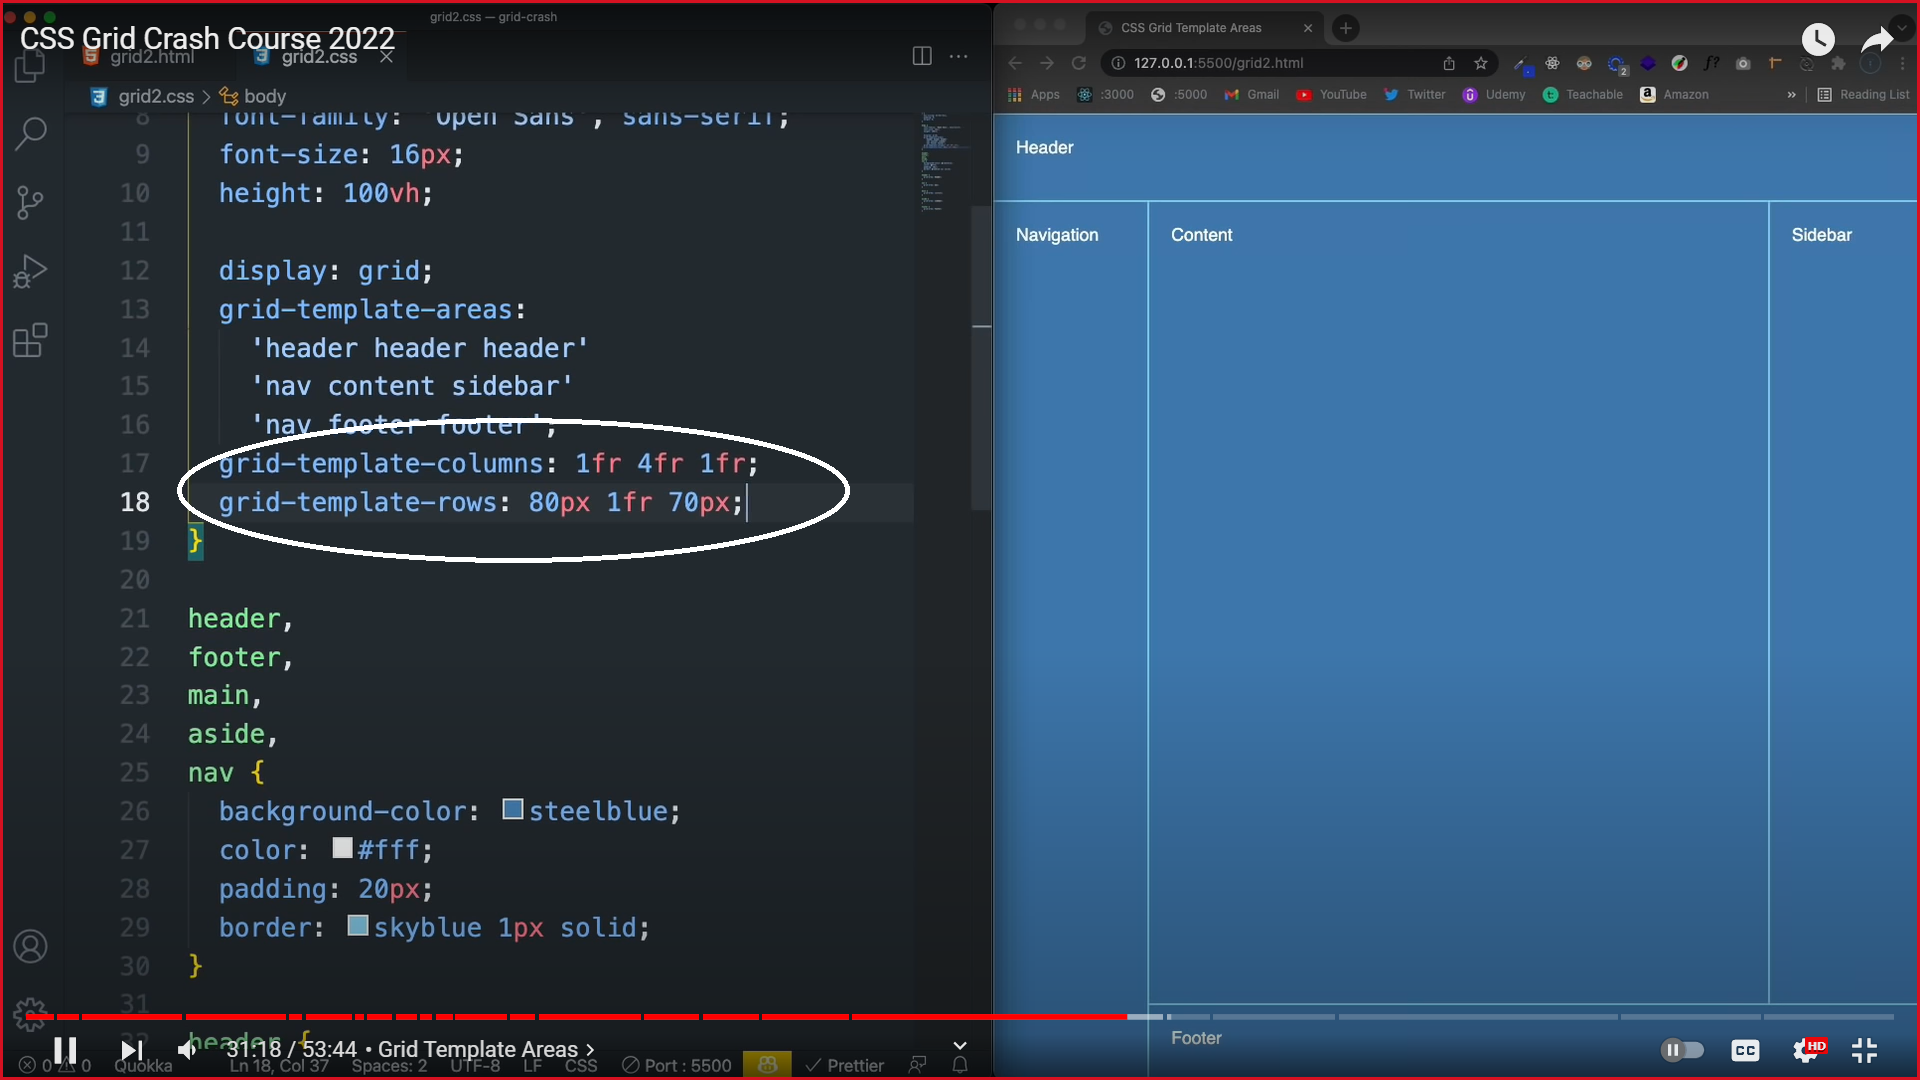 grid2.css — grid-crash
CSS Grid Crash Course 2022
grid2.html
grid2.css
grid2.css > body
8 font-family: 'Open Sans', sans-serif;
9 font-size: 16px;
10 height: 100vh;
11
12 display: grid;
13 grid-template-areas:
14 'header header header'
15 'nav content sidebar'
16 'nav footer footer';
17 grid-template-columns: 1fr 4fr 1fr;
18 grid-template-rows: 80px 1fr 70px;
19 }
20
21 header,
22 footer,
23 main,
24 aside,
25 nav {
26 background-color: steelblue;
27 color: #fff;
28 padding: 20px;
29 border: skyblue 1px solid;
30 }
31
32 header {
31:18 / 53:44 • Grid Template Areas >
0 0 Quokka Ln 18, Col 37 Spaces: 2 UTF-8 LF CSS Port : 5500 Prettier
CSS Grid Template Areas
127.0.0.1:5500/grid2.html
2
f?
Apps :3000 :5000 Gmail YouTube Twitter Udemy Teachable Amazon » Reading List
Header
Navigation Content Sidebar
Footer
CC HD